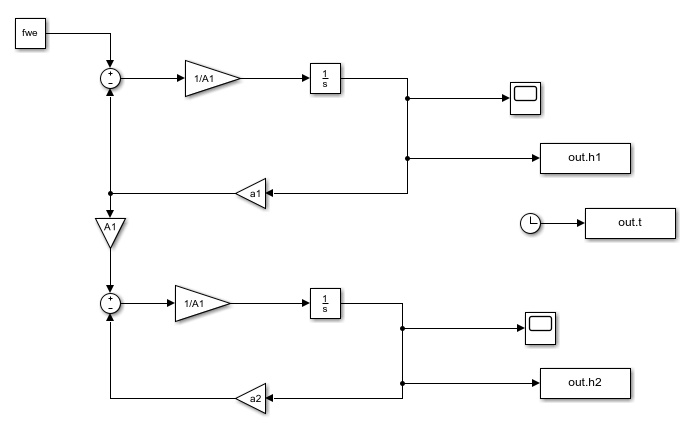 fwe
+
−
1/A1
1
s
out.h1
a1
out.t
A1
+
−
1/A1
1
s
out.h2
a2